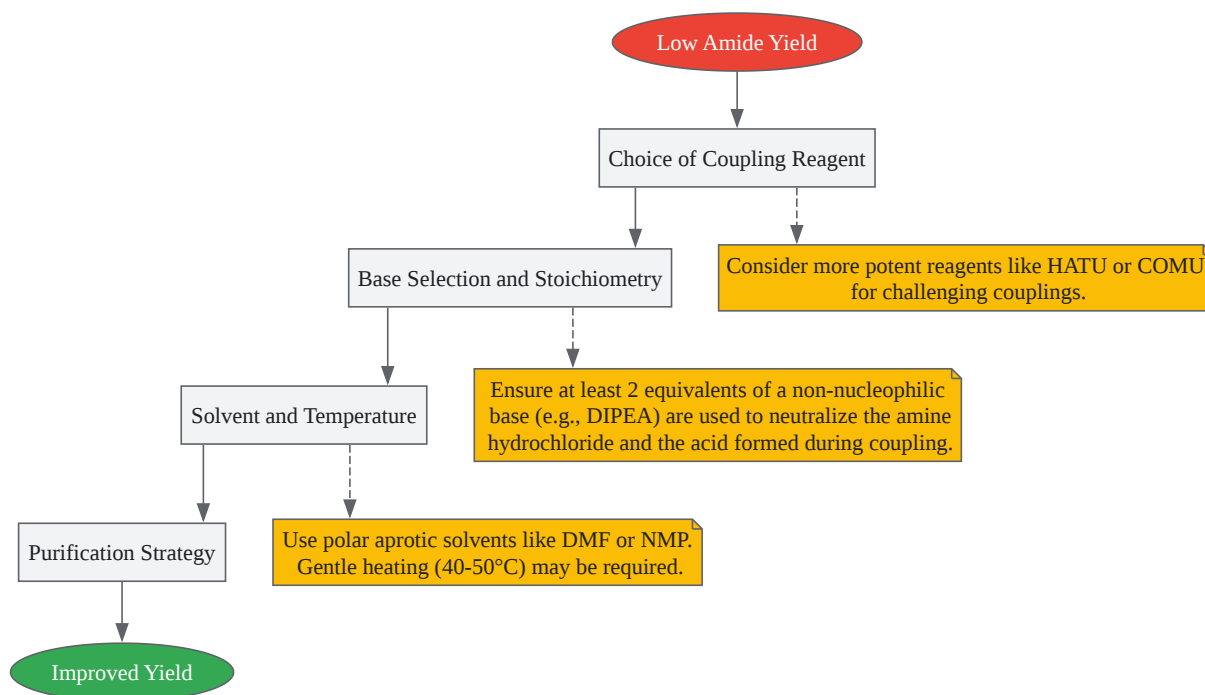 Low Amide Yield
Choice of Coupling Reagent
Consider more potent reagents like HATU or COMU
for challenging couplings.
Base Selection and Stoichiometry
Ensure at least 2 equivalents of a non-nucleophilic
base (e.g., DIPEA) are used to neutralize the amine
hydrochloride and the acid formed during coupling.
Solvent and Temperature
Use polar aprotic solvents like DMF or NMP.
Gentle heating (40-50°C) may be required.
Purification Strategy
Improved Yield